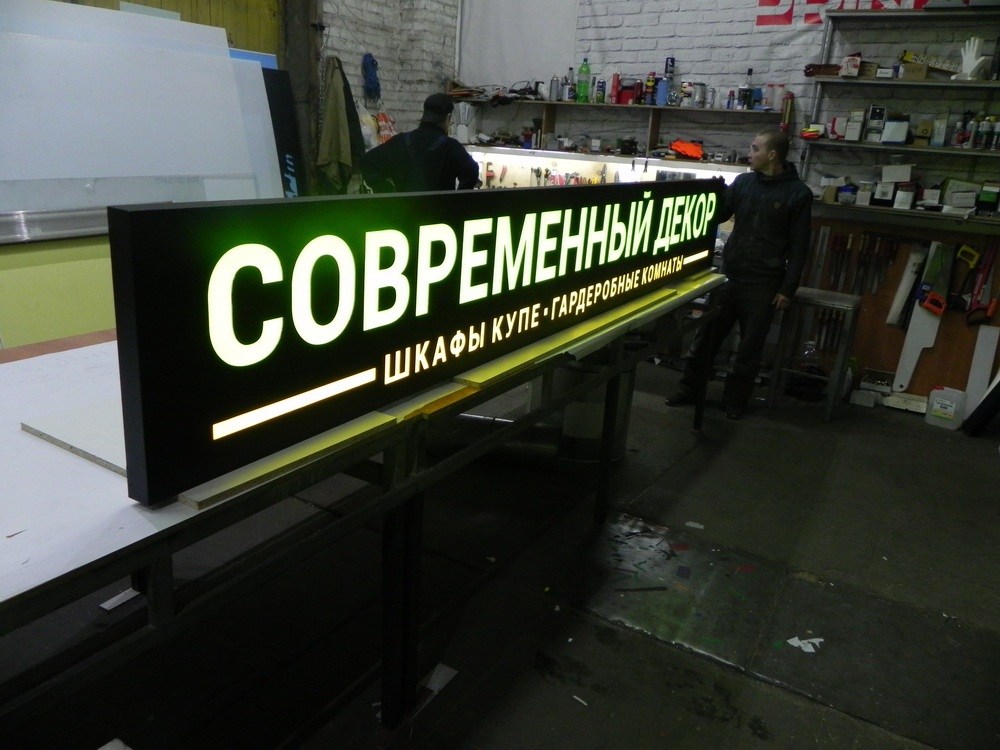 СОВРЕМЕННЫЙ ДЕКОР
ШКАФЫ КУПЕ • ГАРДЕРОБНЫЕ КОМНАТЫ